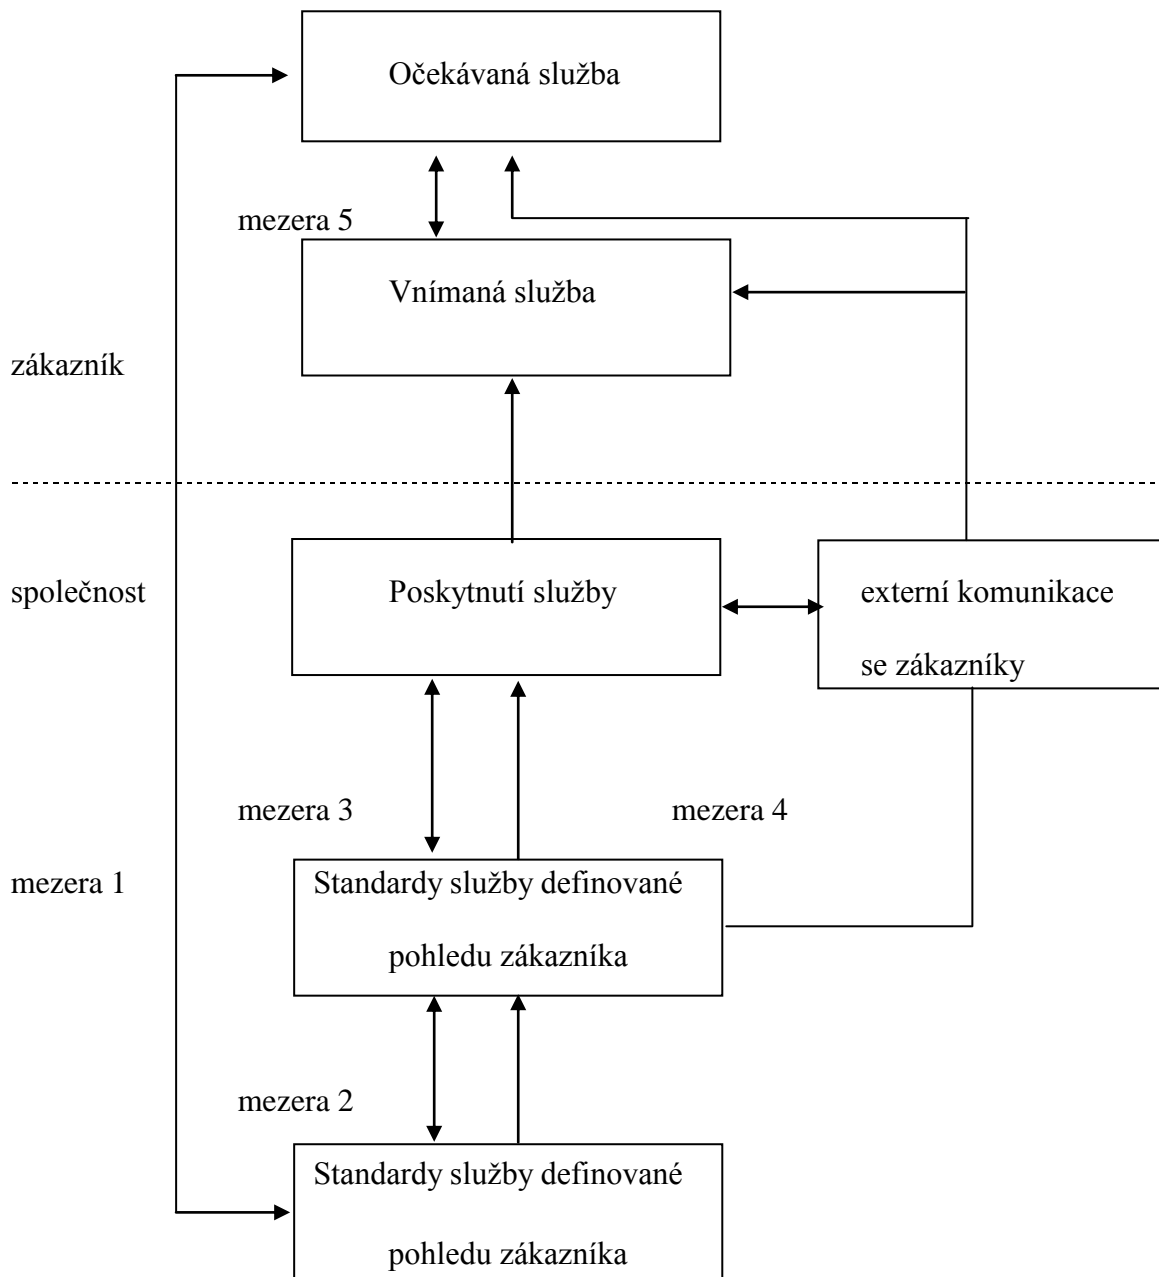 Očekávaná služba
mezera 5
Vnímaná služba
zákazník
společnost
Poskytnutí služby
externí komunikace
se zákazníky
mezera 3
mezera 4
mezera 1
Standardy služby definované
pohledu zákazníka
mezera 2
Standardy služby definované
pohledu zákazníka